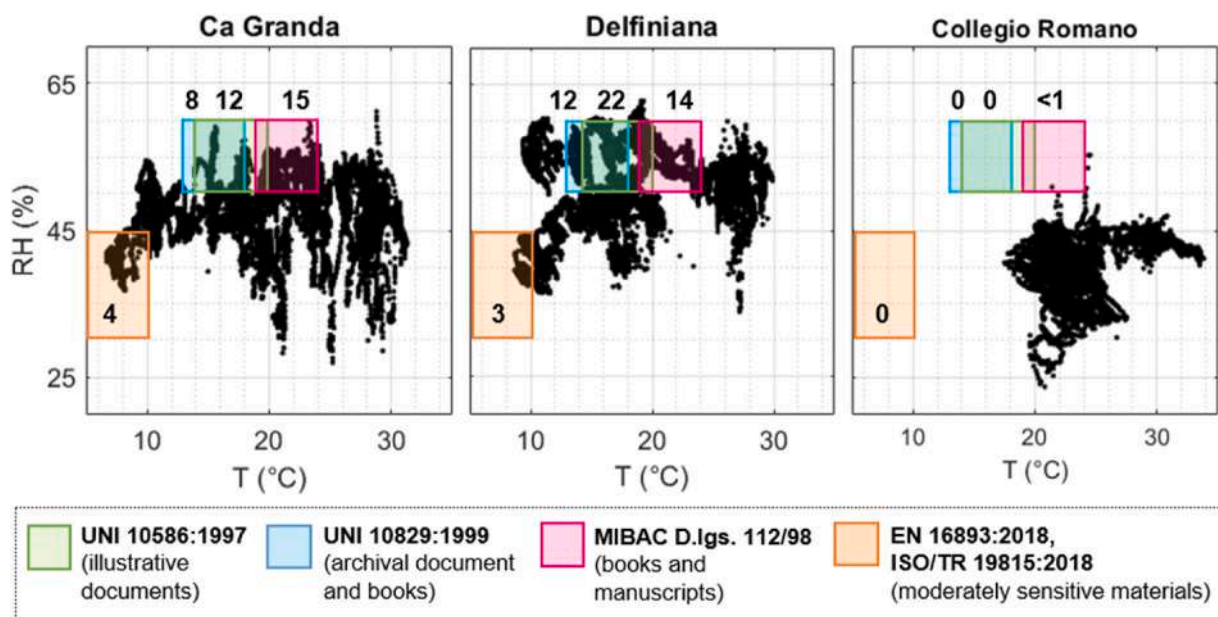 Ca Granda
Delfiniana
Collegio Romano
RH (%)
65
45
25
8 12 15
4
10 20 30
T (°C)
12 22 14
3
10 20 30
T (°C)
0 0 <1
0
10 20 30
T (°C)
UNI 10586:1997
(illustrative
documents)
UNI 10829:1999
(archival document
and books)
MIBAC D.lgs. 112/98
(books and
manuscripts)
EN 16893:2018,
ISO/TR 19815:2018
(moderately sensitive materials)